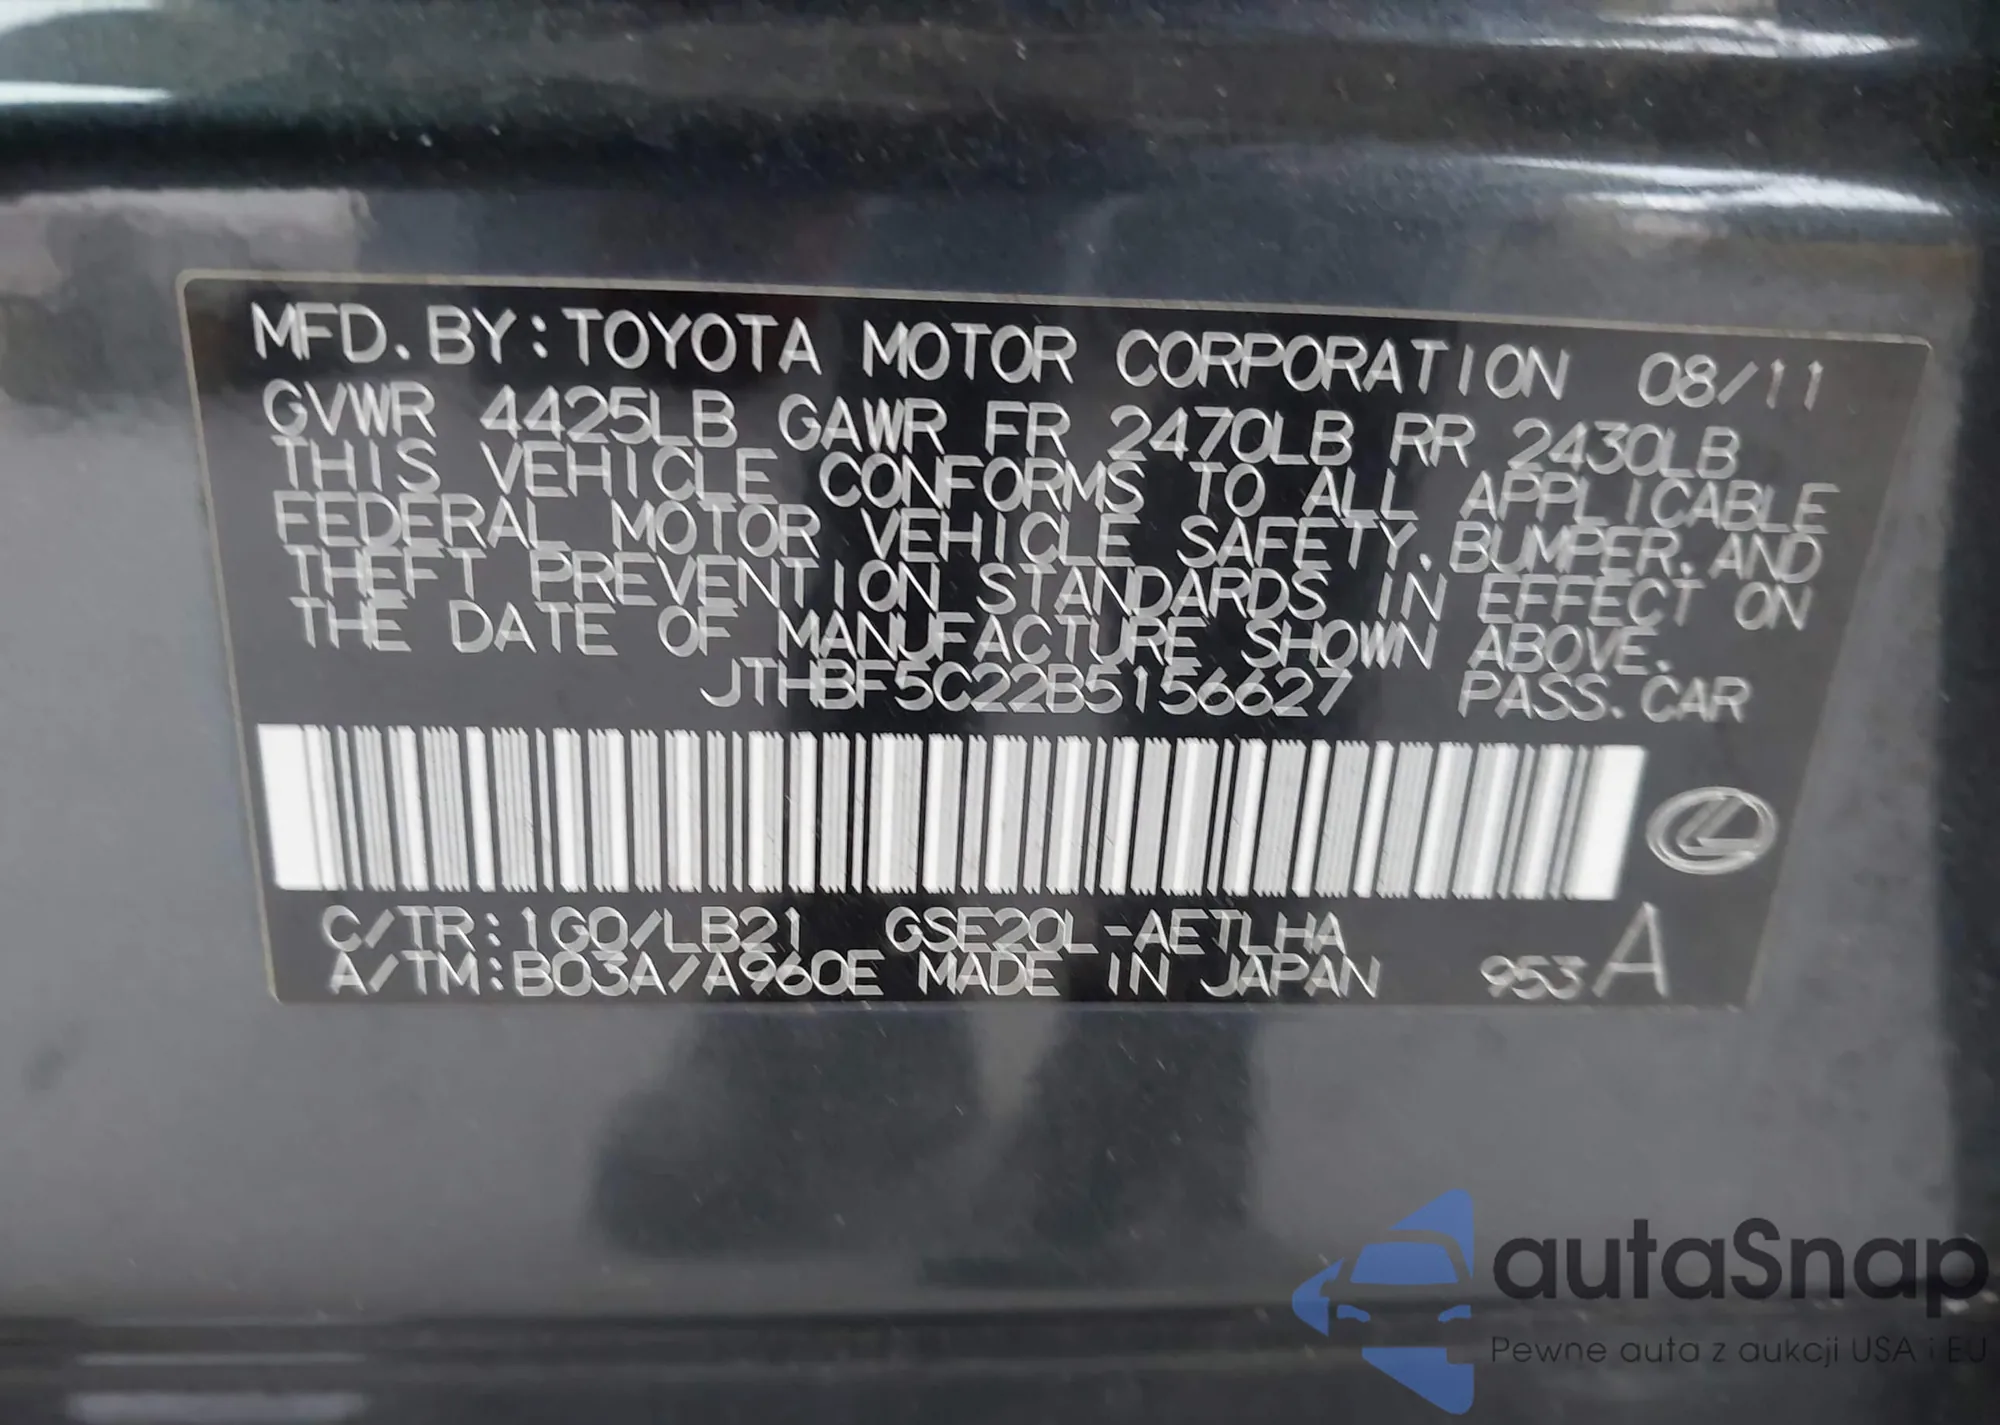 MFD. BY: TOYOTA MOTOR CORPORATION 08/11
GVWR 4425LB GAWR FR 2470LB RR 2430LB
THIS VEHICLE CONFORMS TO ALL APPLICABLE
FEDERAL MOTOR VEHICLE SAFETY, BUMPER, AND
THEFT PREVENTION STANDARDS IN EFFECT ON
THE DATE OF MANUFACTURE SHOWN ABOVE.
JTHBF5C22B5156627 PASS. CAR
C/TR: 1G0/LB21 GSE20L-AETLHA
A/TM: B03A/A960E MADE IN JAPAN 953 A
autoSnap
Pewne auta z aukcji USA i EU